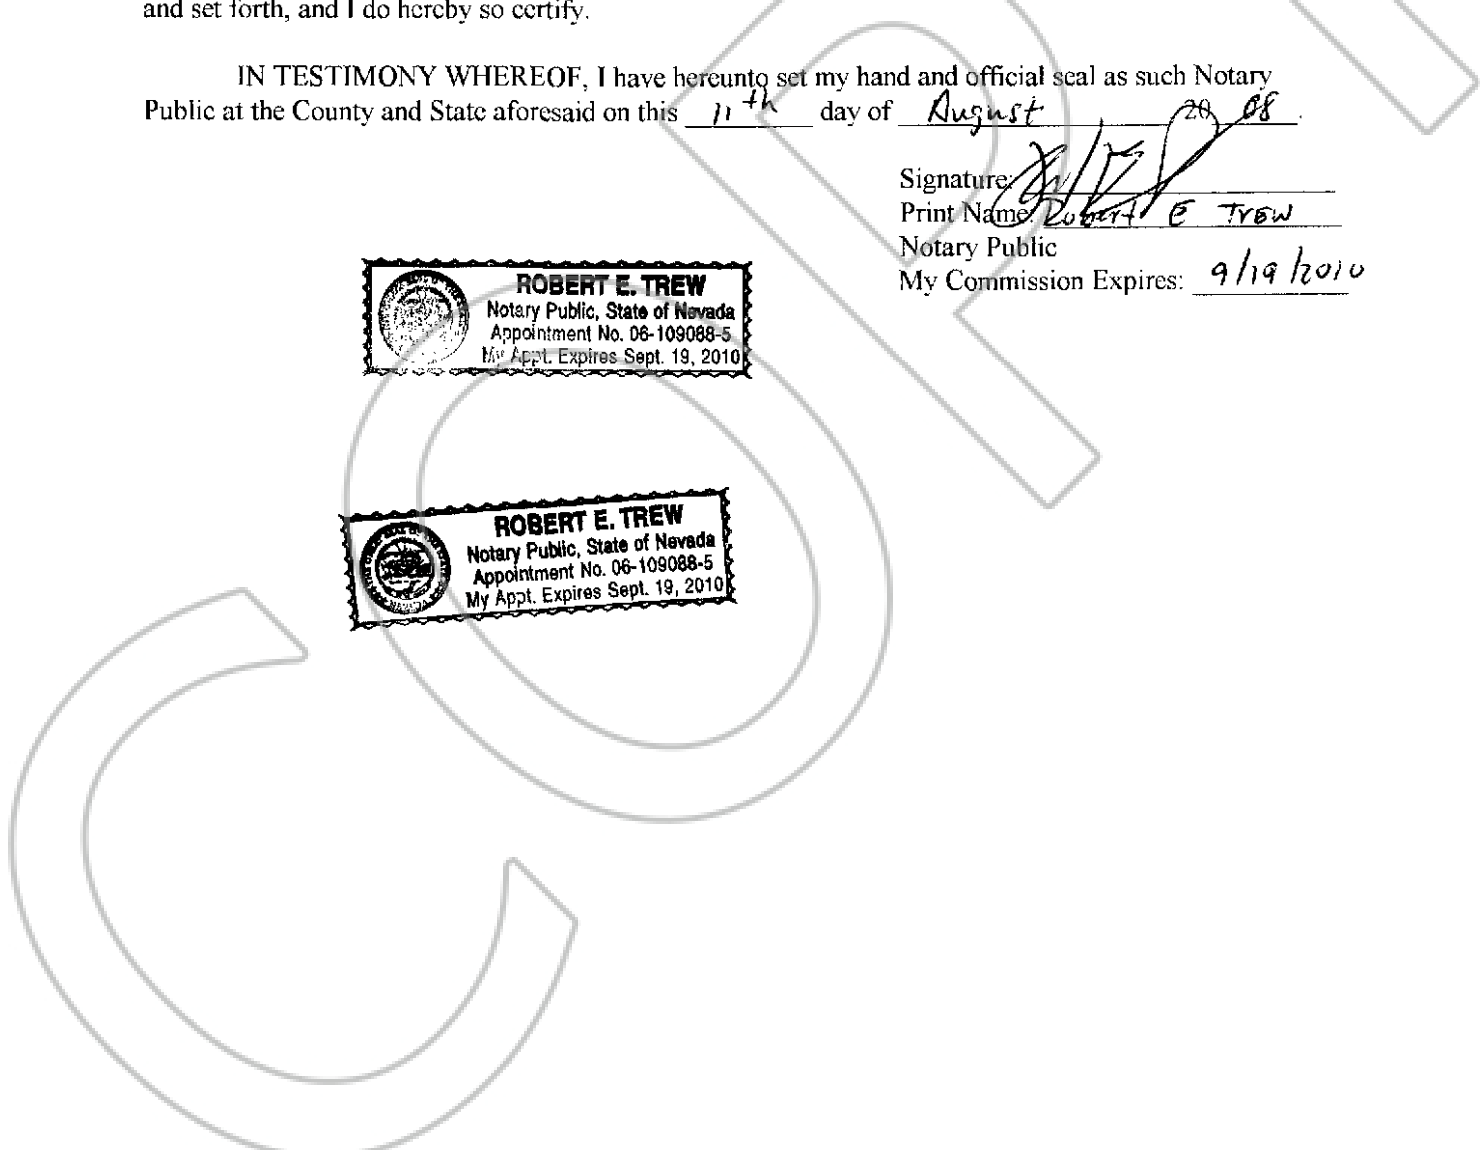 and set forth, and I do hereby so certify.
IN TESTIMONY WHEREOF, I have hereunto set my hand and official seal as such Notary
Public at the County and State aforesaid on this 11th day of August 20 08.
Signature:
Print Name: Robert E Trew
Notary Public
My Commission Expires: 9/19/2010
ROBERT E. TREW
Notary Public, State of Nevada
Appointment No. 06-109088-5
My Appt. Expires Sept. 19, 2010
ROBERT E. TREW
Notary Public, State of Nevada
Appointment No. 06-109088-5
My Appt. Expires Sept. 19, 2010
COPY